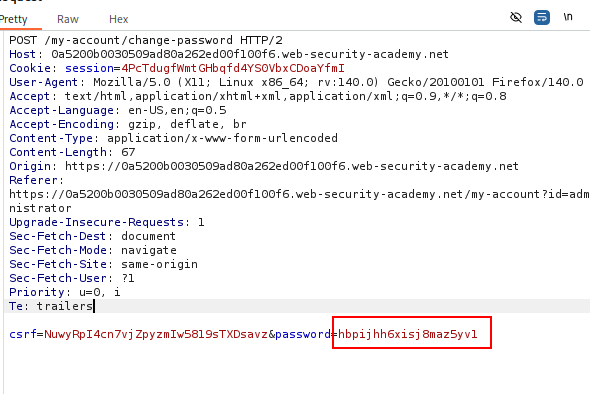 Pretty Raw Hex \n
POST /my-account/change-password HTTP/2
Host: 0a5200b0030509ad80a262ed00f100f6.web-security-academy.net
Cookie: session=4PcTdugfWmtGHbqfd4YS0VbxCDoaYfmI
User-Agent: Mozilla/5.0 (X11; Linux x86_64; rv:140.0) Gecko/20100101 Firefox/140.0
Accept: text/html,application/xhtml+xml,application/xml;q=0.9,*/*;q=0.8
Accept-Language: en-US,en;q=0.5
Accept-Encoding: gzip, deflate, br
Content-Type: application/x-www-form-urlencoded
Content-Length: 67
Origin: https://0a5200b0030509ad80a262ed00f100f6.web-security-academy.net
Referer:
https://0a5200b0030509ad80a262ed00f100f6.web-security-academy.net/my-account?id=admi
nistrator
Upgrade-Insecure-Requests: 1
Sec-Fetch-Dest: document
Sec-Fetch-Mode: navigate
Sec-Fetch-Site: same-origin
Sec-Fetch-User: ?1
Priority: u=0, i
Te: trailers
csrf=NuwyRpI4cn7vjZpyzmIw5819sTXDsavz&password=hbpijhh6xisj8maz5yv1